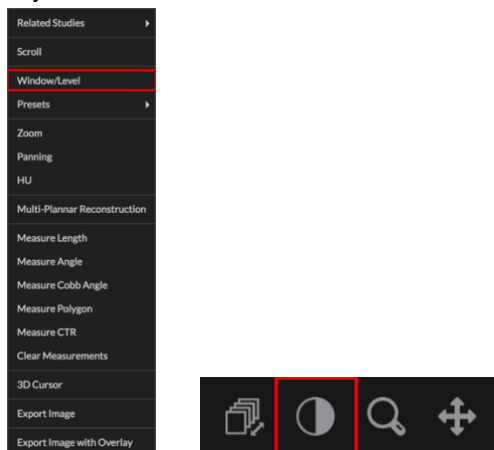 Related Studies
Scroll
Window/Level
Presets
Zoom
Panning
HU
Multi-Plannar Reconstruction
Measure Length
Measure Angle
Measure Cobb Angle
Measure Polygon
Measure CTR
Clear Measurements
3D Cursor
Export Image
Export Image with Overlay